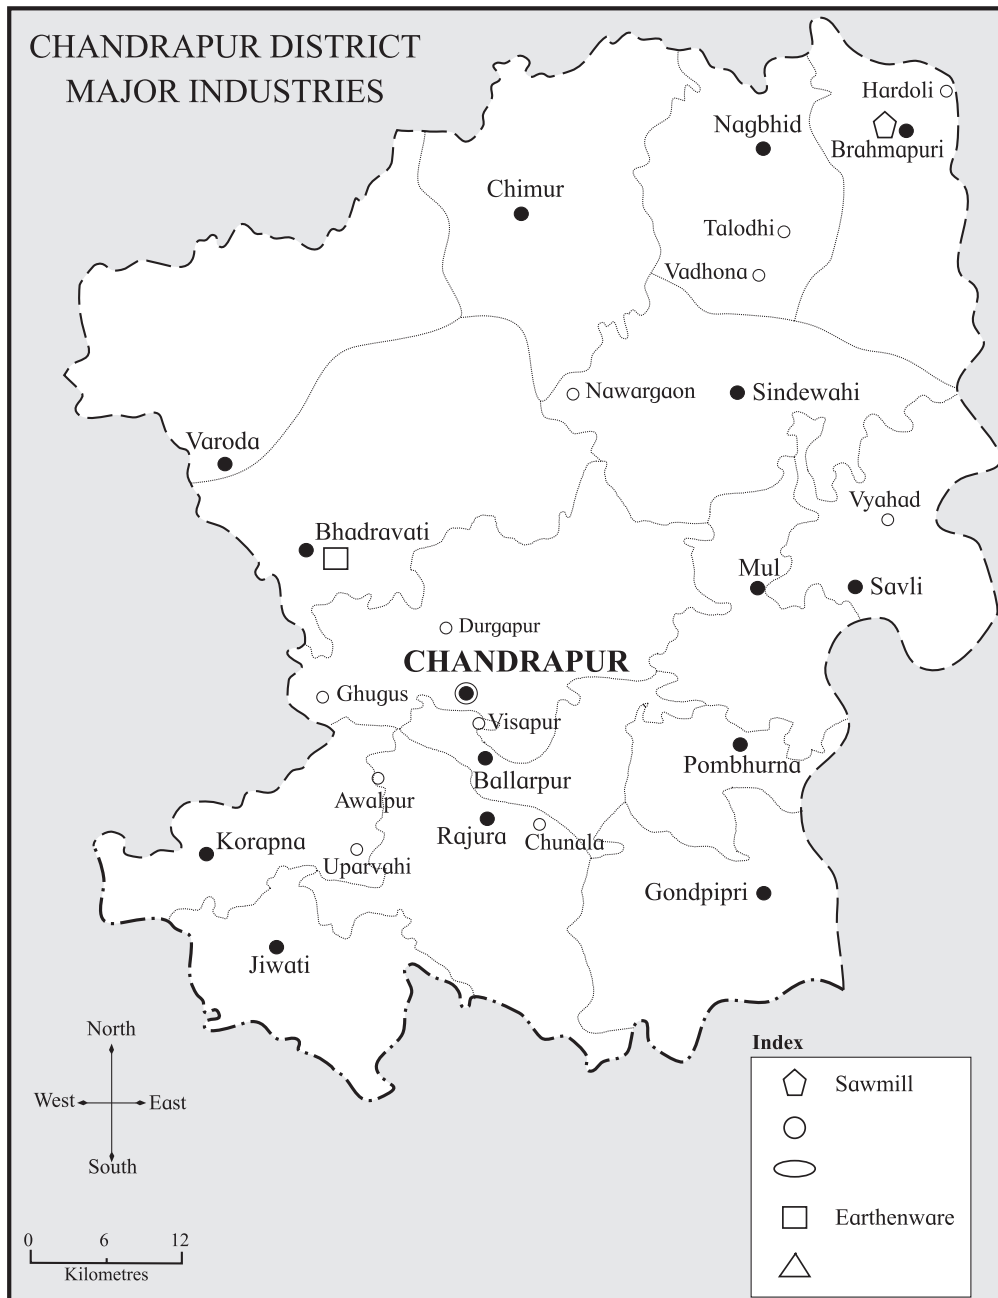 CHANDRAPUR DISTRICT
MAJOR INDUSTRIES
Hardoli
Nagbhid
Brahmapuri
Chimur
Talodhi
Vadhona
Nawargaon
Sindewahi
Varoda
Vyahad
Bhadravati
Mul
Savli
Durgapur
CHANDRAPUR
Ghugus
Visapur
Pombhurna
Ballarpur
Awalpur
Rajura
Chunala
Korapna
Uparvahi
Gondpipri
Jiwati
North
West
East
South
Index
Sawmill
Earthenware
0 6 12
Kilometres